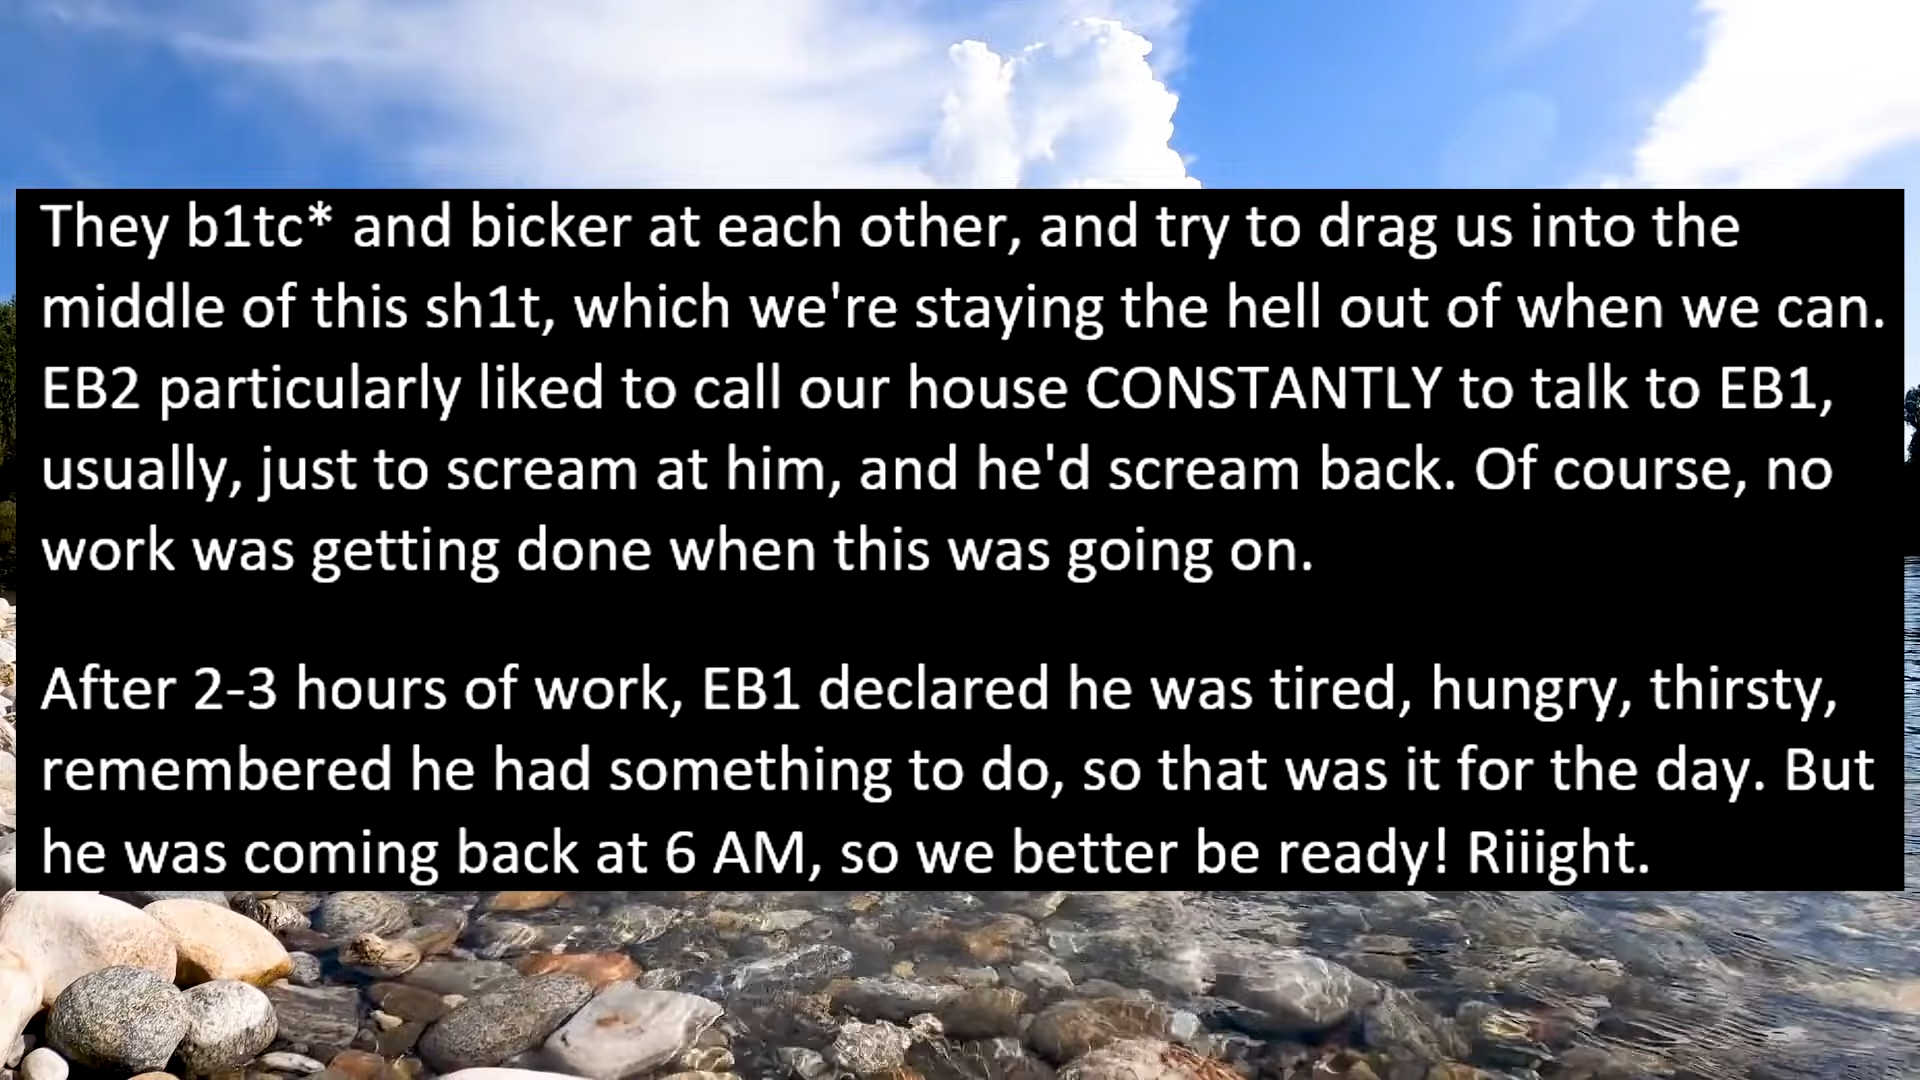 They b1tc* and bicker at each other, and try to drag us into the
middle of this sh1t, which we're staying the hell out of when we can.
EB2 particularly liked to call our house CONSTANTLY to talk to EB1,
usually, just to scream at him, and he'd scream back. Of course, no
work was getting done when this was going on.
After 2-3 hours of work, EB1 declared he was tired, hungry, thirsty,
remembered he had something to do, so that was it for the day. But
he was coming back at 6 AM, so we better be ready! Riiight.